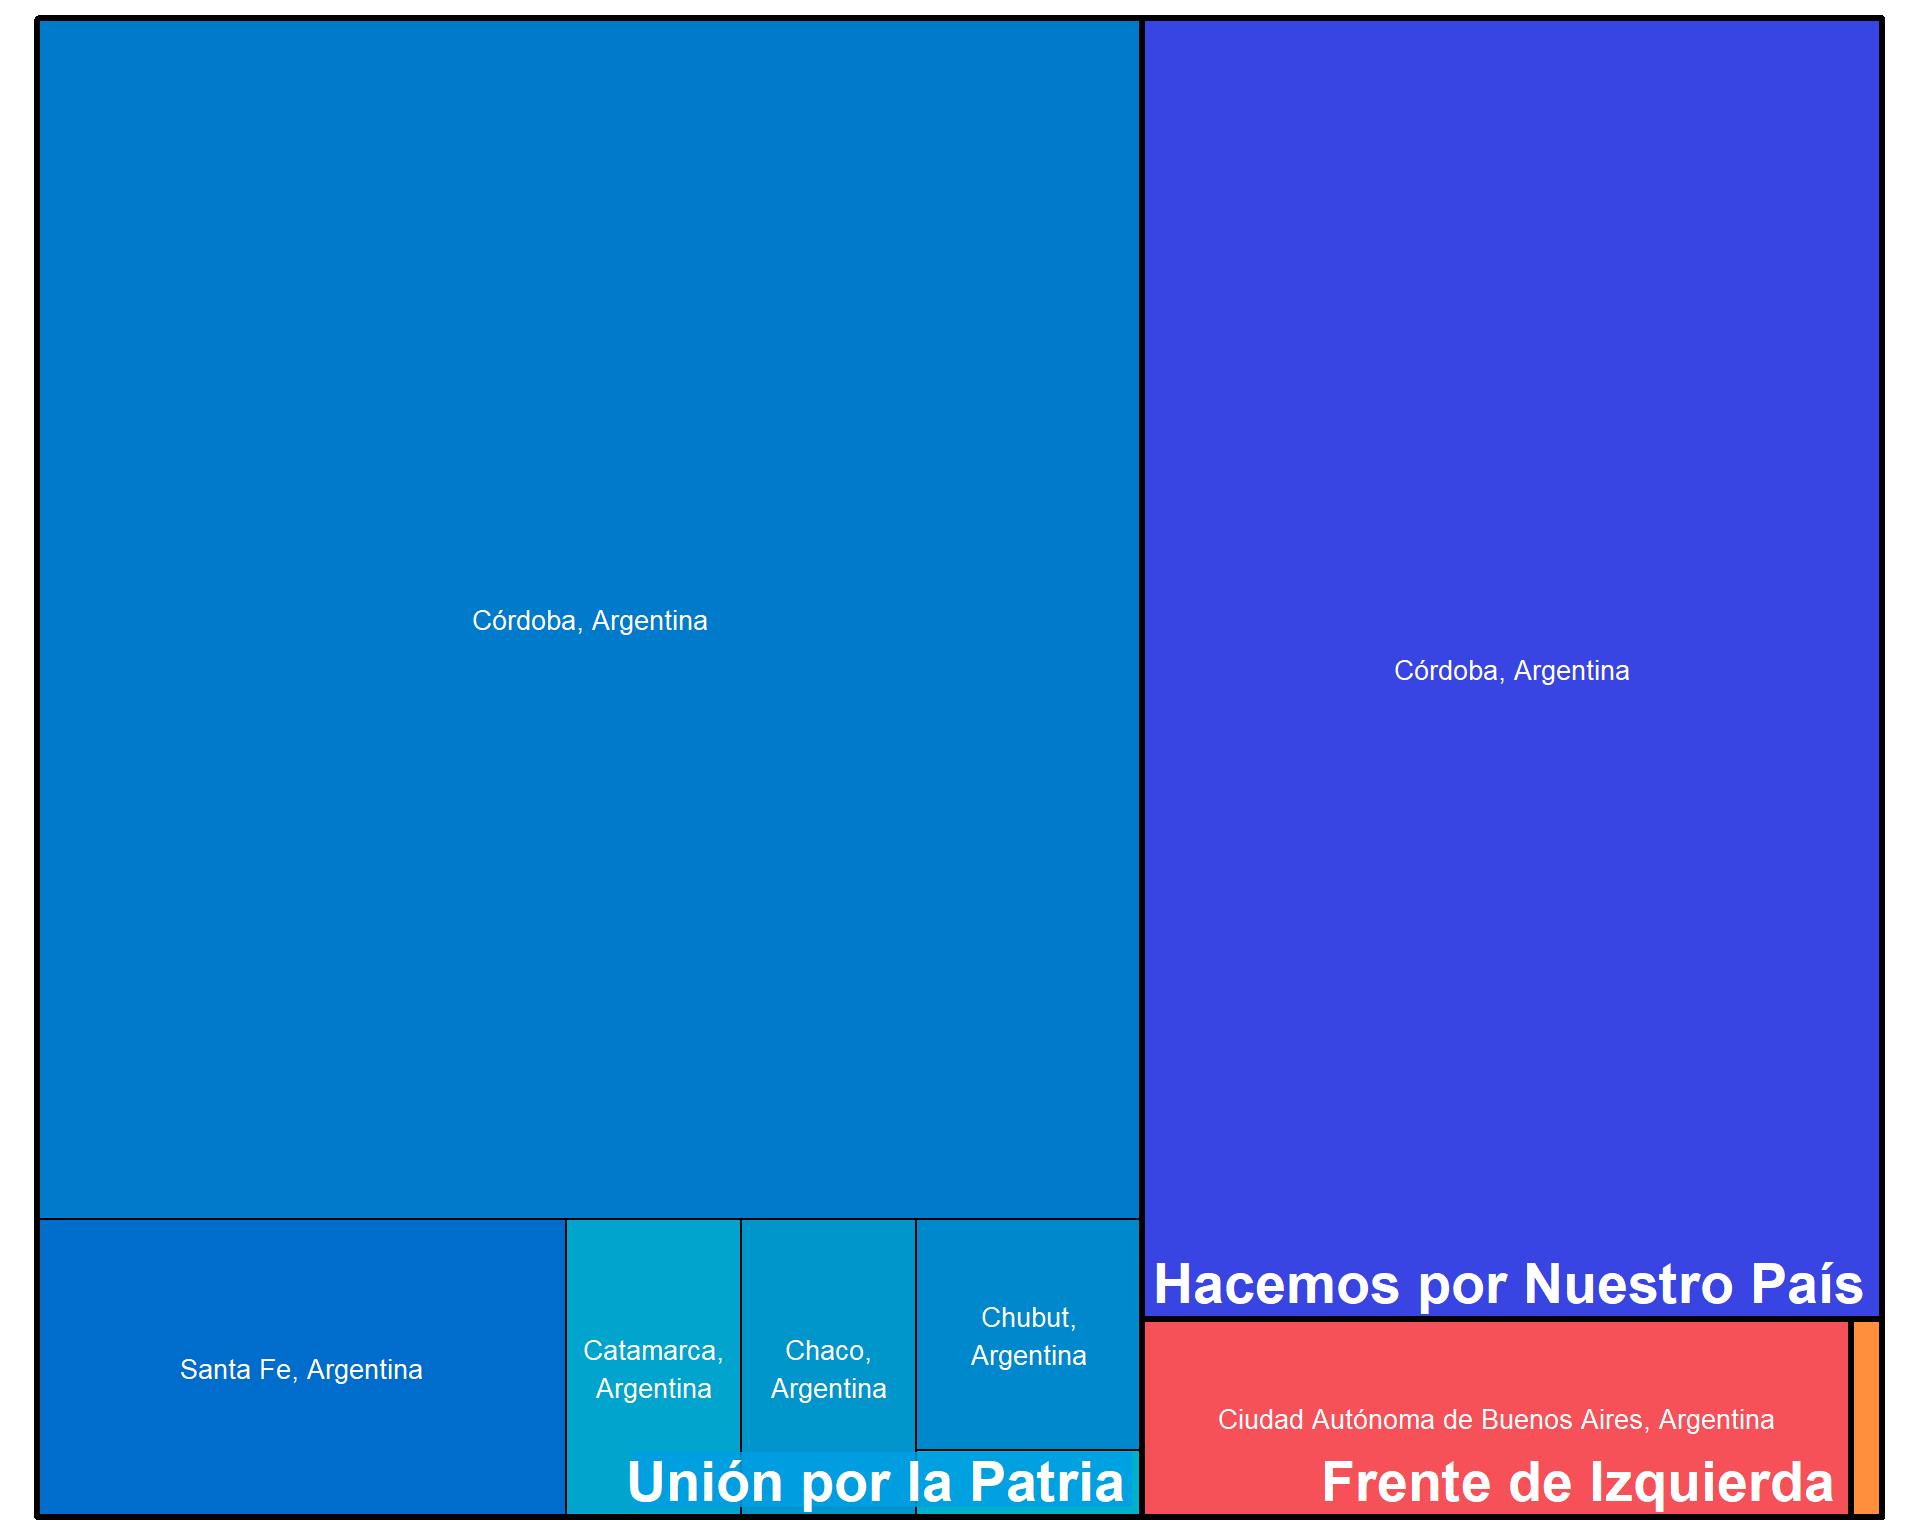 Córdoba, Argentina
Córdoba, Argentina
Hacemos por Nuestro País
Santa Fe, Argentina
Catamarca,
Argentina
Chaco,
Argentina
Chubut,
Argentina
Unión por la Patria
Ciudad Autónoma de Buenos Aires, Argentina
Frente de Izquierda